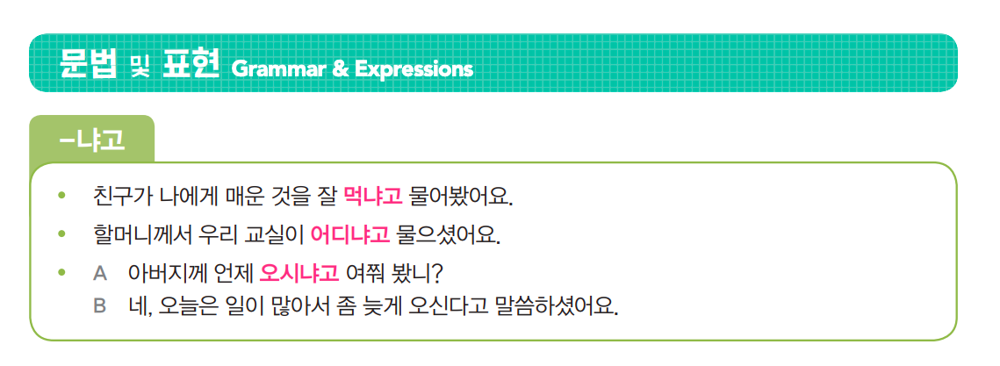 문법 및 표현 Grammar & Expressions
-냐고
• 친구가 나에게 매운 것을 잘 먹냐고 물어봤어요.
• 할머니께서 우리 교실이 어디냐고 물으셨어요.
• A 아버지께 언제 오시냐고 여쭤 봤니?
B 네, 오늘은 일이 많아서 좀 늦게 오신다고 말씀하셨어요.